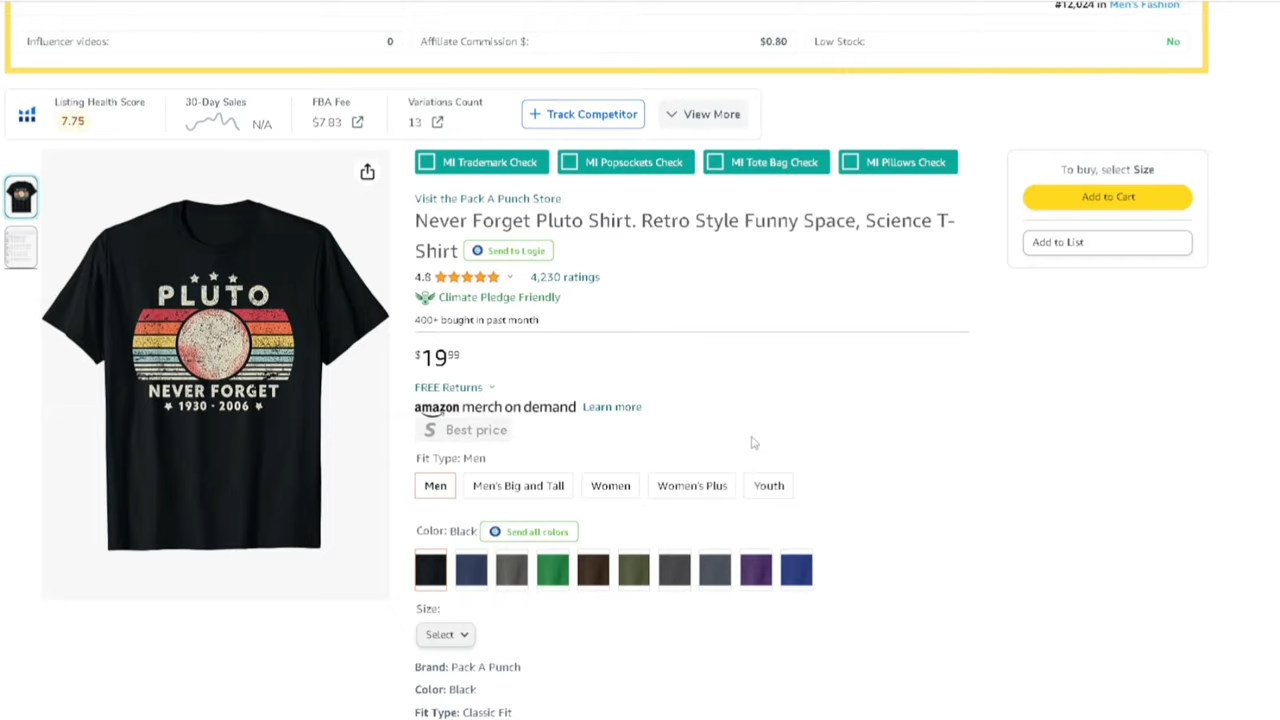 #12,024 in Men's Fashion
Influencer videos: 0 Affiliate Commission $: $0.80 Low Stock: No
Listing Health Score 30-Day Sales FBA Fee Variations Count
7.75 N/A $7.83 13 + Track Competitor View More
MI Trademark Check MI Popsockets Check MI Tote Bag Check MI Pillows Check
To buy, select Size
Add to Cart
Add to List
Visit the Pack A Punch Store
Never Forget Pluto Shirt. Retro Style Funny Space, Science T-
Shirt Send to Logie
4.8 4,230 ratings
Climate Pledge Friendly
400+ bought in past month
$19 99
FREE Returns
amazon merch on demand Learn more
S Best price
Fit Type: Men
Men Men's Big and Tall Women Women's Plus Youth
Color: Black Send all colors
Size:
Select
Brand: Pack A Punch
Color: Black
Fit Type: Classic Fit
PLUTO
NEVER FORGET
1930 - 2006